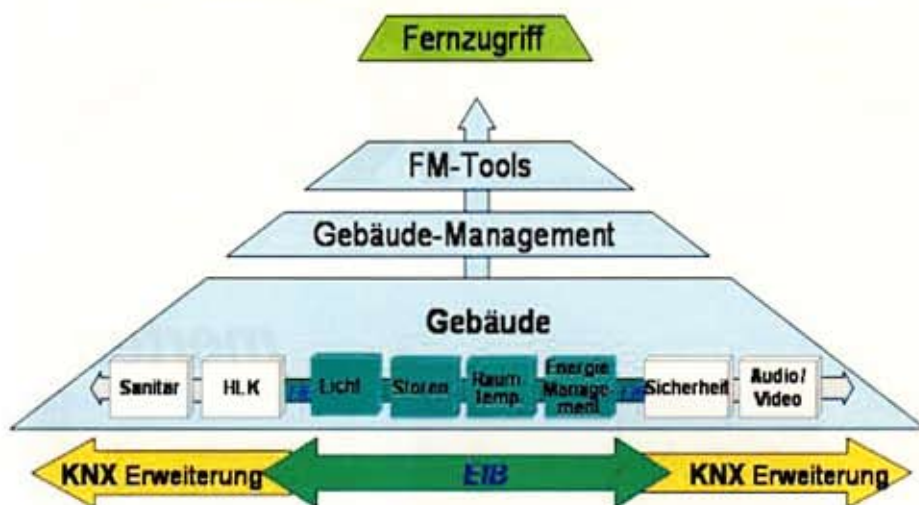 Fernzugriff
FM-Tools
Gebäude-Management
Gebäude
Sanitar
HLK
Licht
Storen
Raum
Temp.
Energie
Manage-
ment
Sicherheit
Audio/
Video
KNX Erweiterung
EIB
KNX Erweiterung